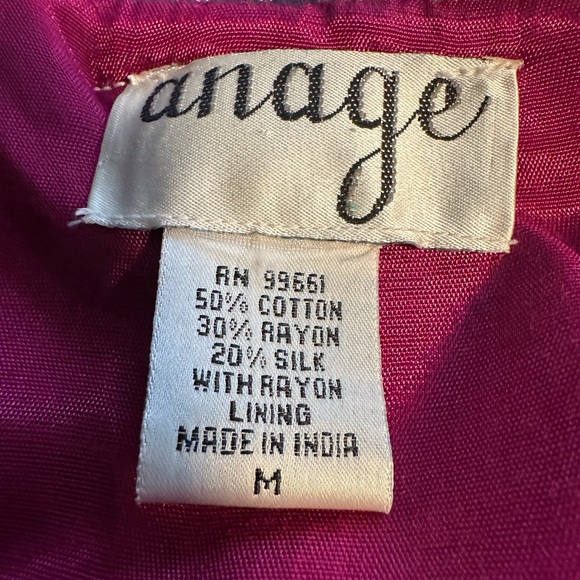 anage
RN 99661
50% COTTON
30% RAYON
20% SILK
WITH RAYON
LINING
MADE IN INDIA
M